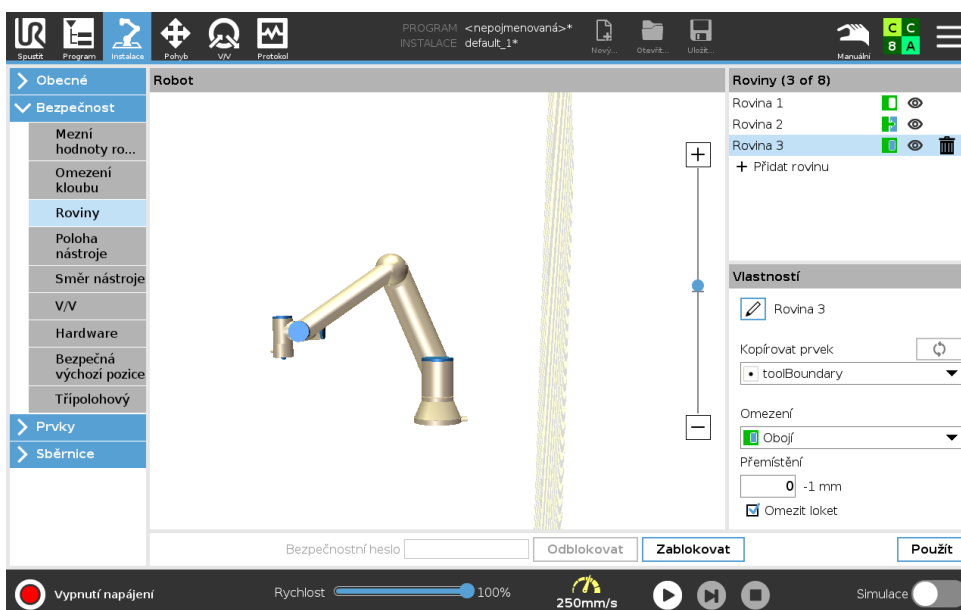 UR
Spustit
Program
Instalace
Pohyb
V/V
Protokol
PROGRAM <nepojmenovaná>*
INSTALACE default_1*
Nový...
Otevřít...
Uložit...
Manuální
C C
8 A
Obecné
Bezpečnost
Mezní
hodnoty ro...
Omezení
kloubu
Roviny
Poloha
nástroje
Směr nástroje
V/V
Hardware
Bezpečná
výchozí pozice
Třípolohový
Prvky
Sběrnice
Robot
Roviny (3 of 8)
Rovina 1
Rovina 2
Rovina 3
+ Přidat rovinu
Vlastností
Rovina 3
Kopírovat prvek
toolBoundary
Omezení
Obojí
Přemístění
0 -1 mm
Omezit loket
Bezpečnostní heslo
Odblokovat
Zablokovat
Použít
Vypnutí napájení
Rychlost
100%
250mm/s
Simulace